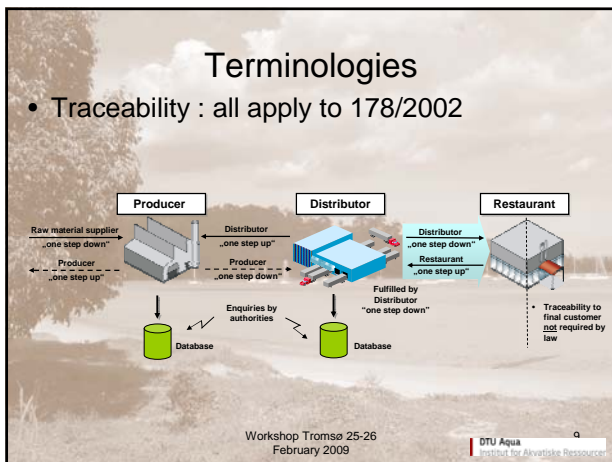 Terminologies
• Traceability : all apply to 178/2002
Producer
Distributor
Restaurant
Raw material supplier
„one step down“
Producer
„one step up“
Distributor
„one step up“
Producer
„one step down“
Distributor
„one step down“
Restaurant
„one step up“
Fulfilled by
Distributor
“one step down”
Enquiries by
authorities
Database
Database
• Traceability to
final customer
not required by
law
Workshop Tromsø 25-26
February 2009
9
DTU Aqua
Institut for Akvatiske Ressourcer